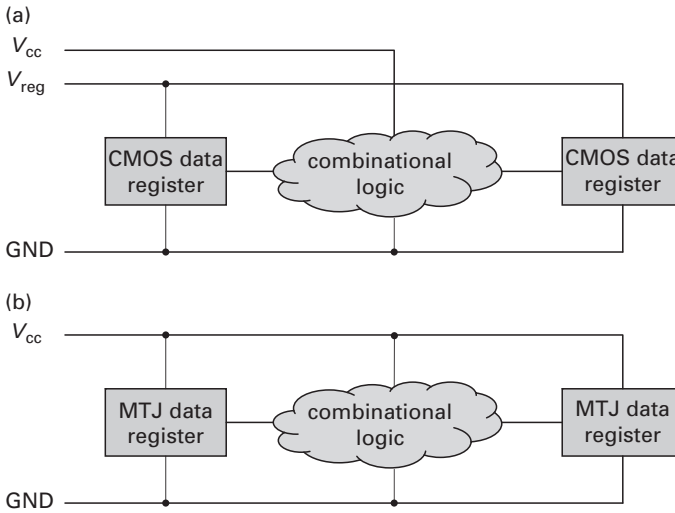 (a)
Vcc
Vreg
CMOS data
register
combinational
logic
CMOS data
register
GND
(b)
Vcc
MTJ data
register
combinational
logic
MTJ data
register
GND